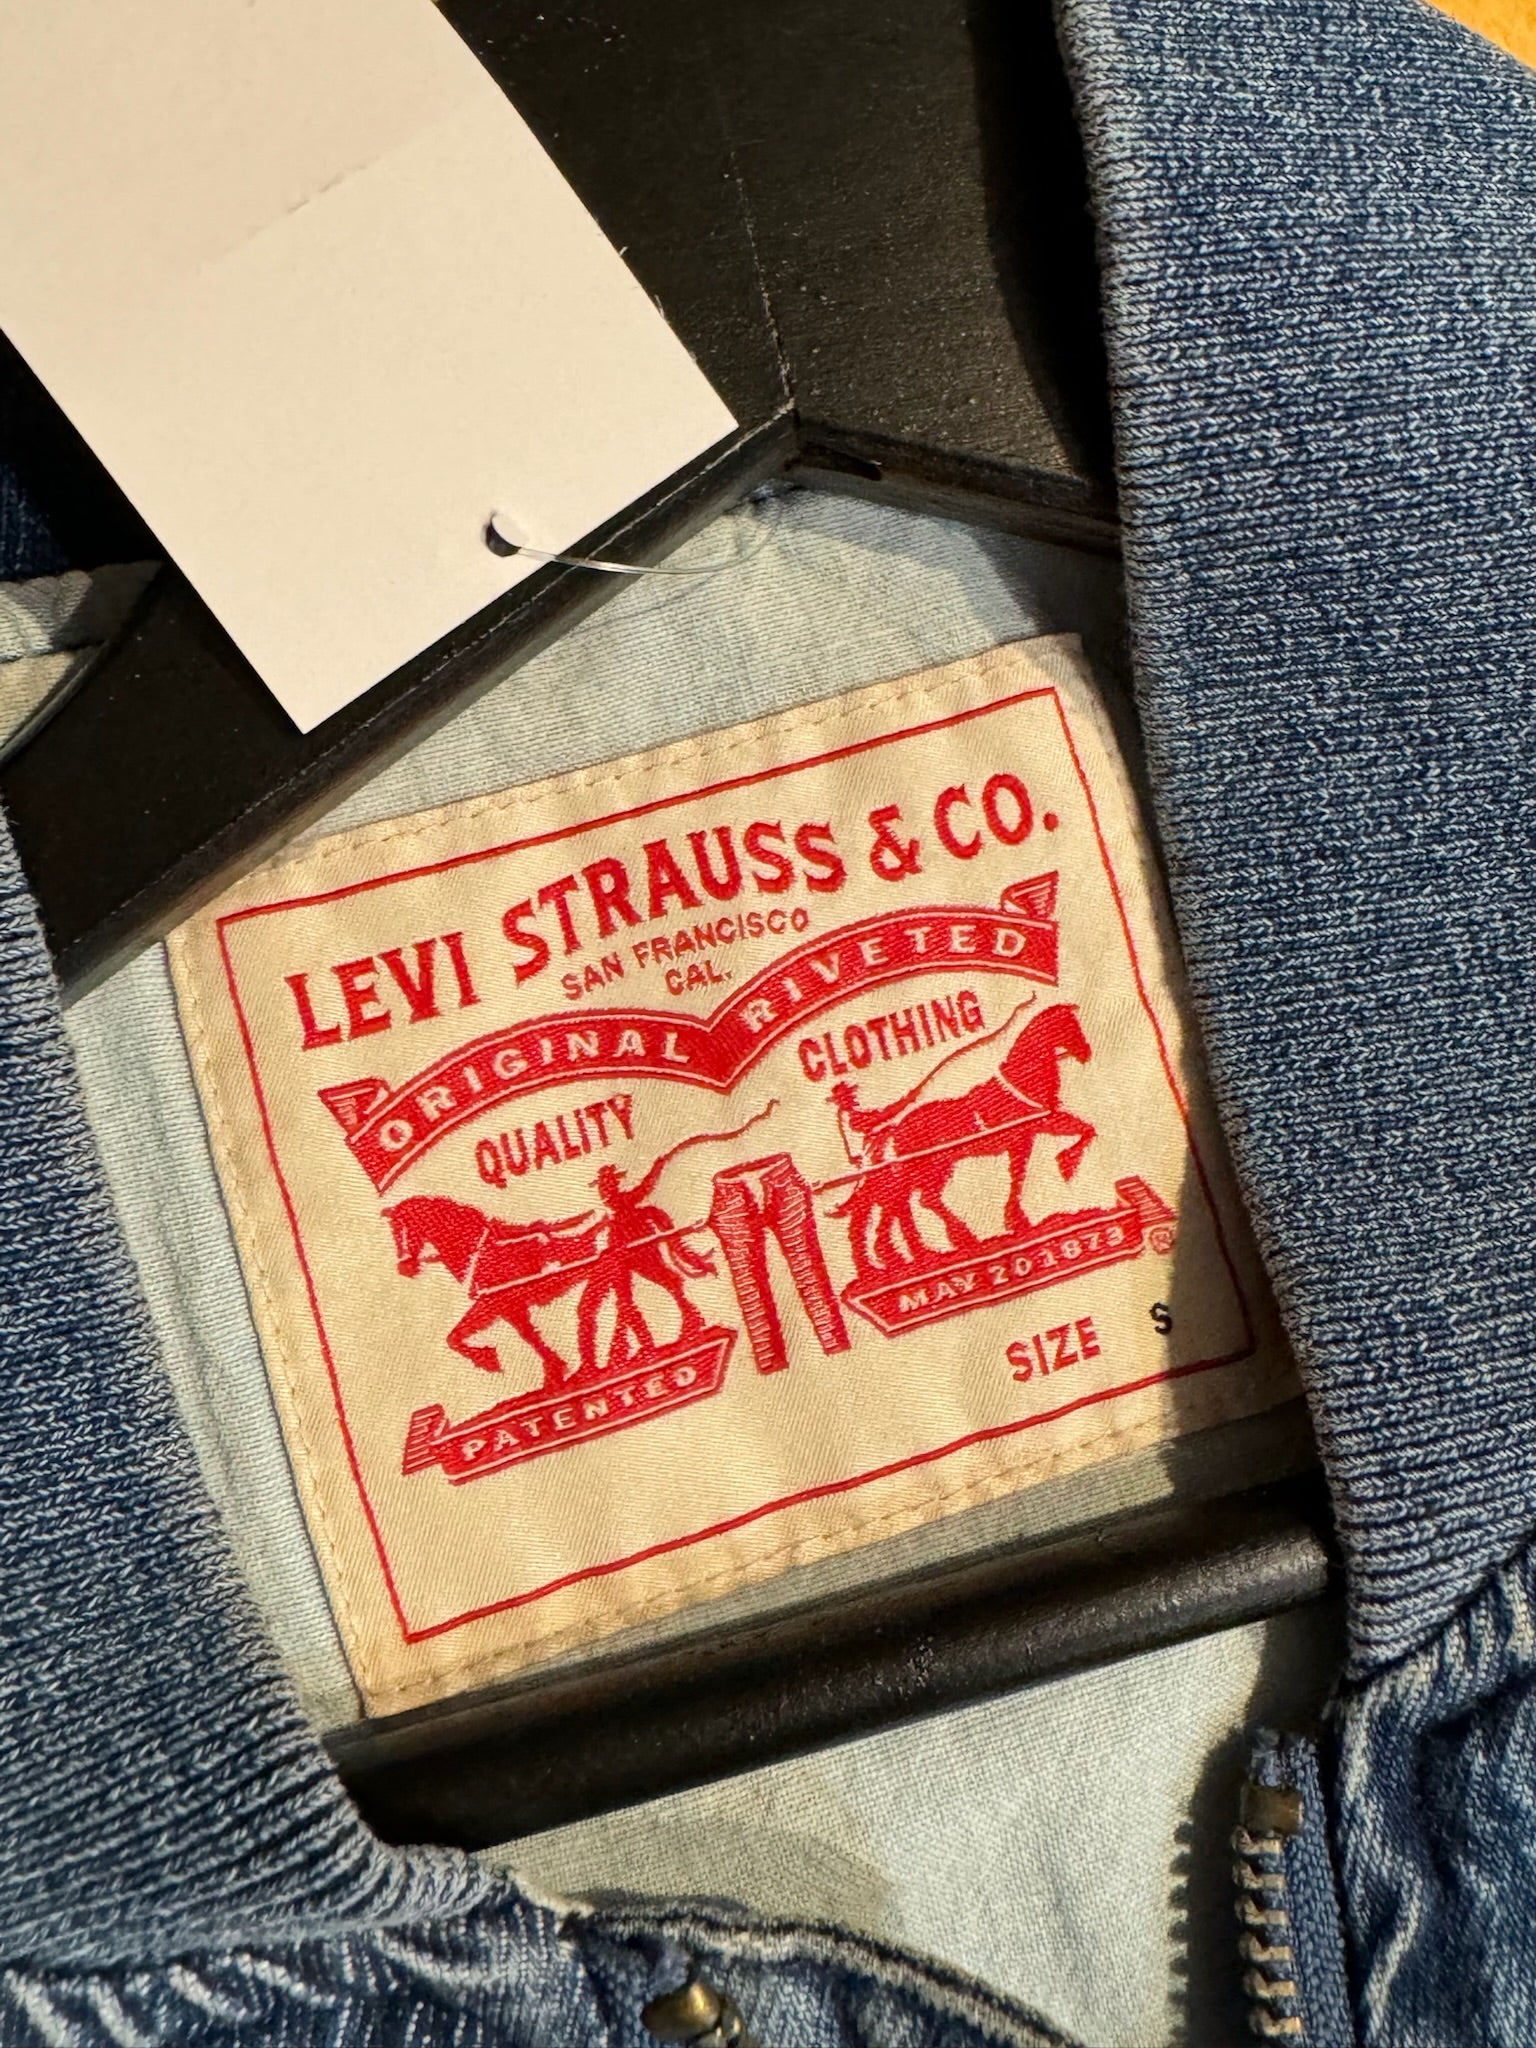 LEVI STRAUSS & CO.
SAN FRANCISCO
CAL.
ORIGINAL RIVETED
QUALITY CLOTHING
PATENTED MAY 20 1873 ®
SIZE S